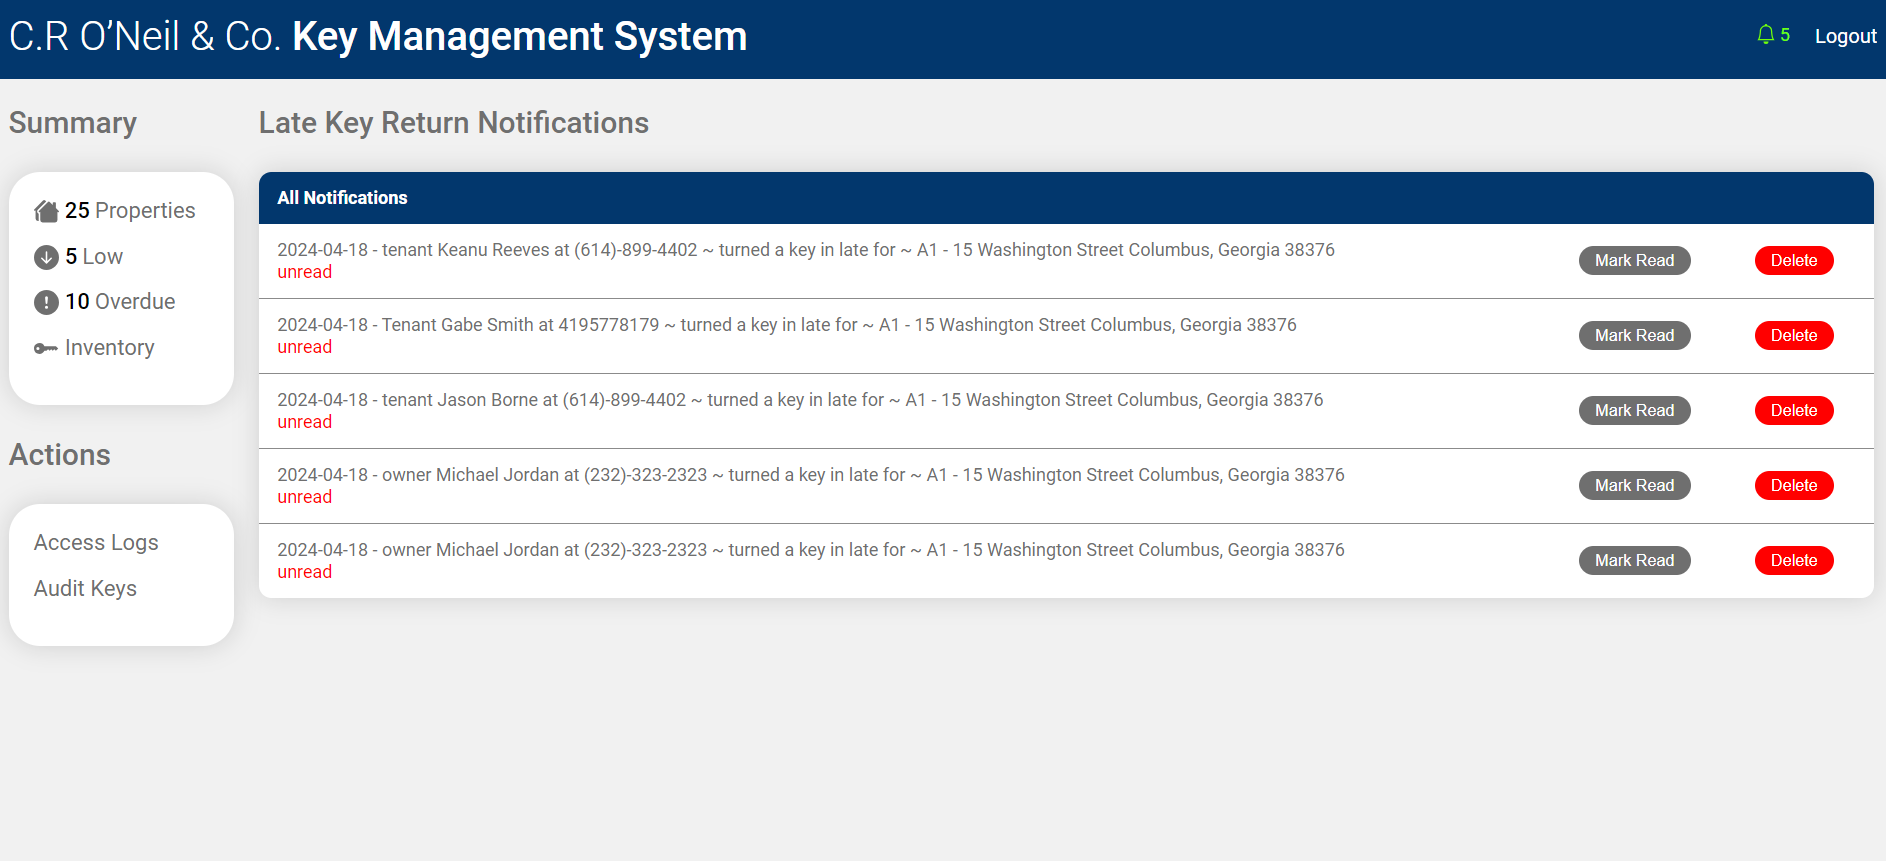 C.R O’Neil & Co. Key Management System
5
Logout
Summary
25 Properties
5 Low
10 Overdue
Inventory
Actions
Access Logs
Audit Keys
Late Key Return Notifications
All Notifications
2024-04-18 - tenant Keanu Reeves at (614)-899-4402 ~ turned a key in late for ~ A1 - 15 Washington Street Columbus, Georgia 38376
unread
Mark Read
Delete
2024-04-18 - Tenant Gabe Smith at 4195778179 ~ turned a key in late for ~ A1 - 15 Washington Street Columbus, Georgia 38376
unread
Mark Read
Delete
2024-04-18 - tenant Jason Borne at (614)-899-4402 ~ turned a key in late for ~ A1 - 15 Washington Street Columbus, Georgia 38376
unread
Mark Read
Delete
2024-04-18 - owner Michael Jordan at (232)-323-2323 ~ turned a key in late for ~ A1 - 15 Washington Street Columbus, Georgia 38376
unread
Mark Read
Delete
2024-04-18 - owner Michael Jordan at (232)-323-2323 ~ turned a key in late for ~ A1 - 15 Washington Street Columbus, Georgia 38376
unread
Mark Read
Delete